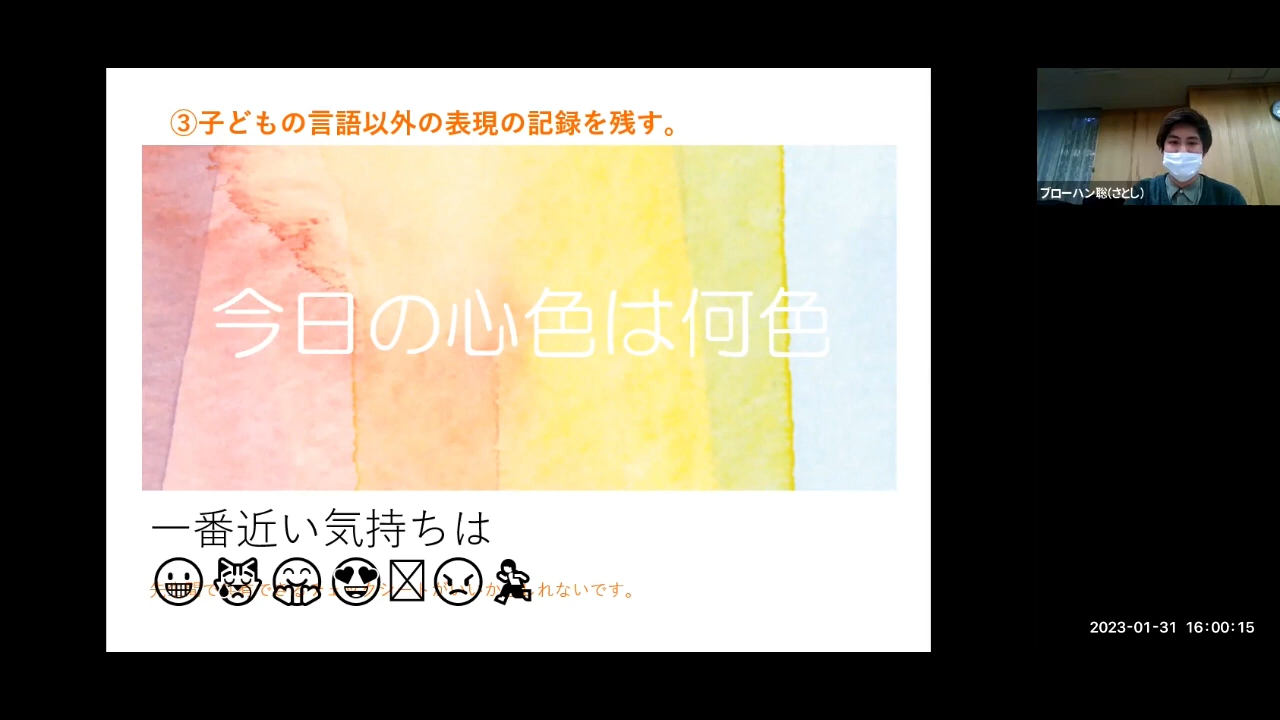 ③子どもの言語以外の表現の記録を残す。
今日の心色は何色
一番近い気持ちは
れないです。
ブローハン聡(さとし)
2023-01-31 16:00:15